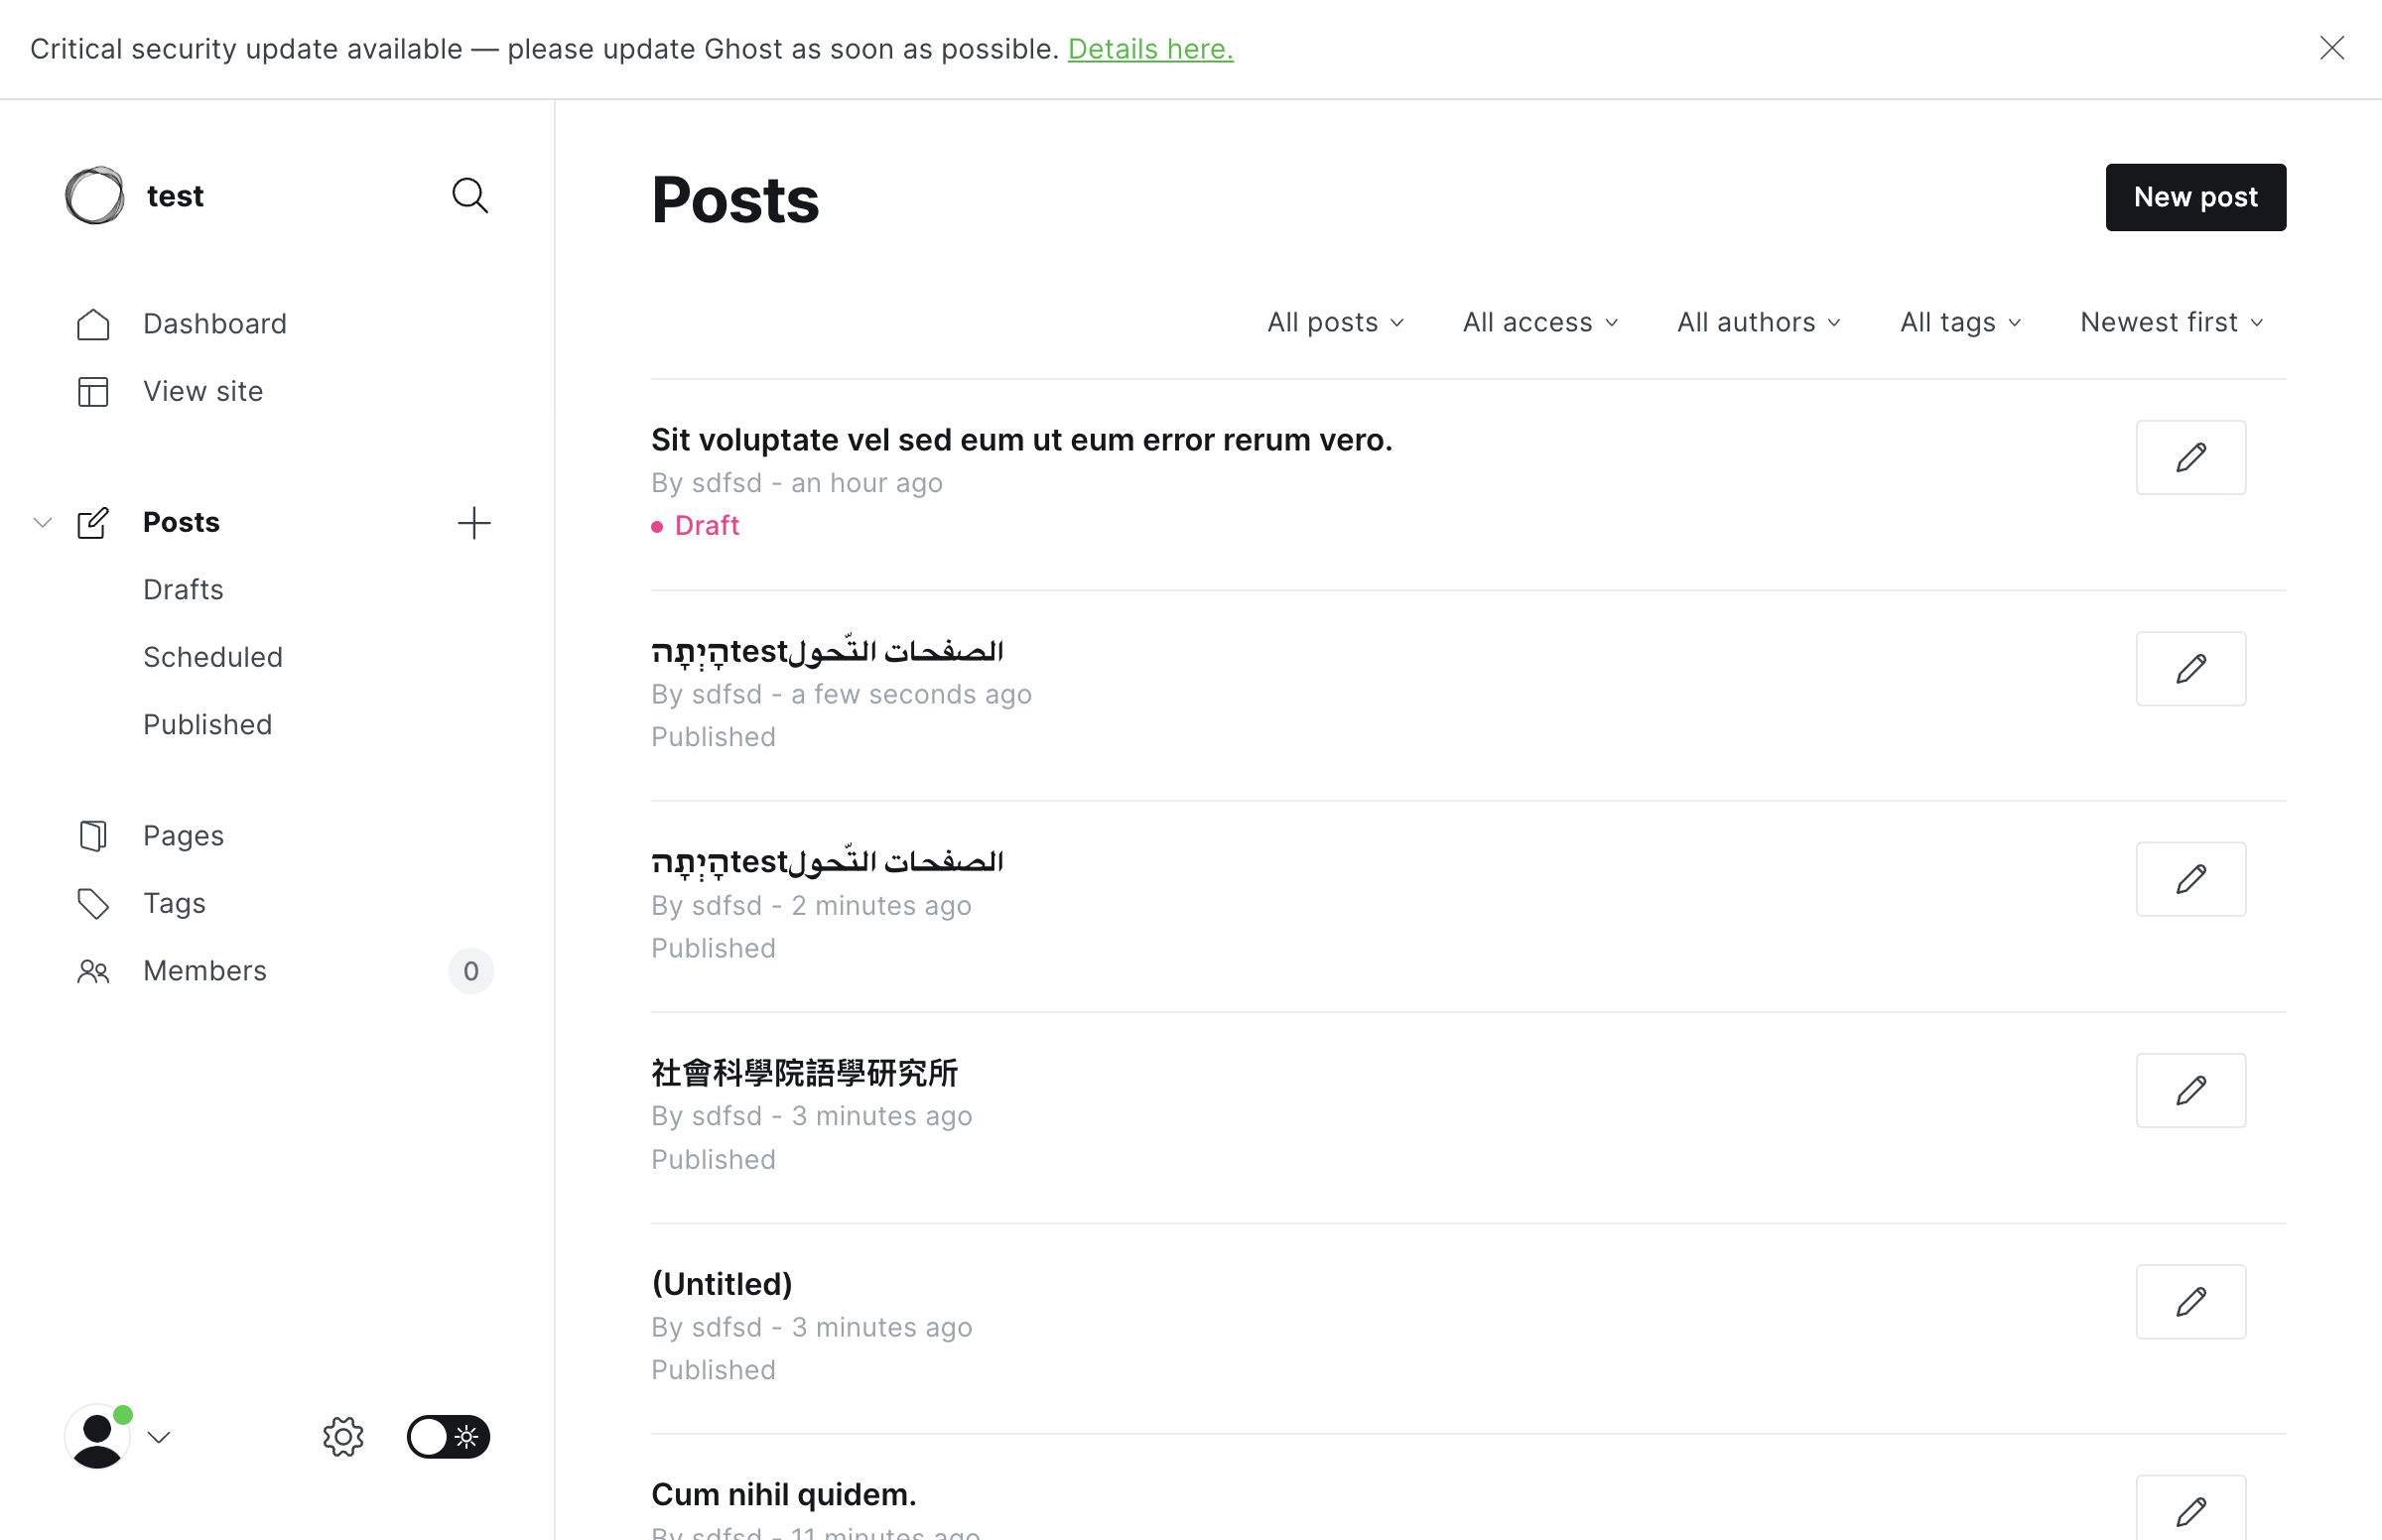 Critical security update available — please update Ghost as soon as possible. Details here.
test
Dashboard
View site
Posts
Drafts
Scheduled
Published
Pages
Tags
Members 0
Posts
New post
All posts All access All authors All tags Newest first
Sit voluptate vel sed eum ut eum error rerum vero.
By sdfsd - an hour ago
Draft
הָיְתָהtestالصفحات التّحول
By sdfsd - a few seconds ago
Published
הָיְתָהtestالصفحات التّحول
By sdfsd - 2 minutes ago
Published
社會科學院語學研究所
By sdfsd - 3 minutes ago
Published
(Untitled)
By sdfsd - 3 minutes ago
Published
Cum nihil quidem.
By sdfsd - 11 minutes ago